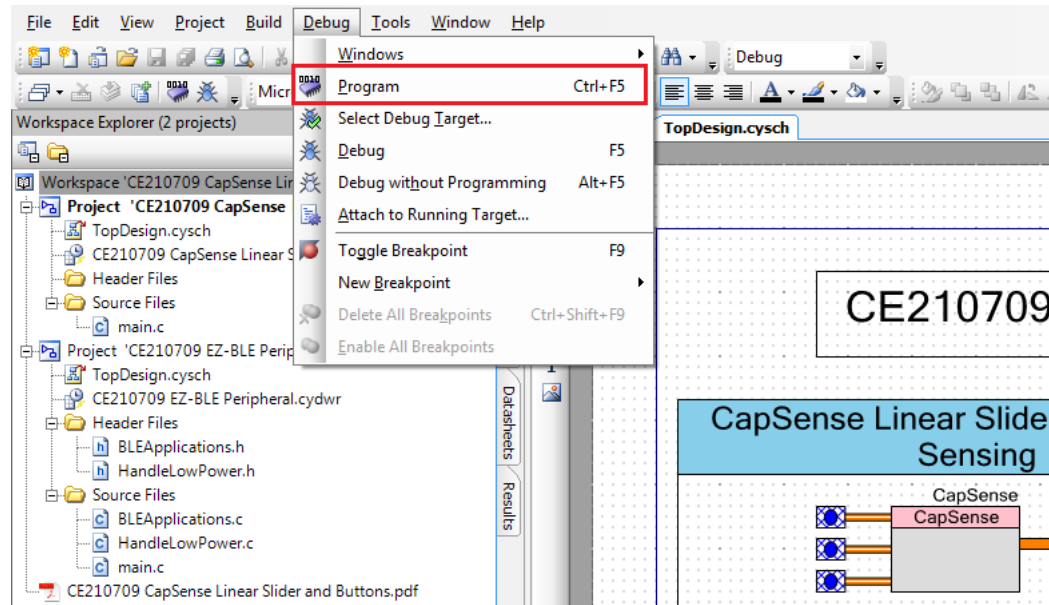 File Edit View Project Build Debug Tools Window Help
Debug
Micr
Windows
Program Ctrl+F5
Select Debug Target...
Debug F5
Debug without Programming Alt+F5
Attach to Running Target...
Toggle Breakpoint F9
New Breakpoint
Delete All Breakpoints Ctrl+Shift+F9
Enable All Breakpoints
Workspace Explorer (2 projects)
Workspace 'CE210709 CapSense Lin
Project 'CE210709 CapSense
TopDesign.cysch
CE210709 CapSense Linear S
Header Files
Source Files
main.c
Project 'CE210709 EZ-BLE Perip
TopDesign.cysch
CE210709 EZ-BLE Peripheral.cydwr
Header Files
BLEApplications.h
HandleLowPower.h
Source Files
BLEApplications.c
HandleLowPower.c
main.c
CE210709 CapSense Linear Slider and Buttons.pdf
Datasheets
Results
TopDesign.cysch
CE210709
CapSense Linear Slide
Sensing
CapSense
CapSense